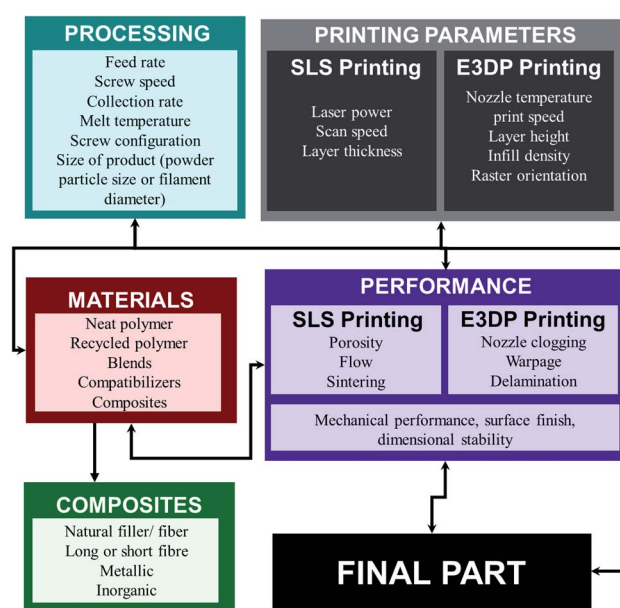 PROCESSING
Feed rate
Screw speed
Collection rate
Melt temperature
Screw configuration
Size of product (powder
particle size or filament
diameter)
PRINTING PARAMETERS
SLS Printing
Laser power
Scan speed
Layer thickness
E3DP Printing
Nozzle temperature
print speed
Layer height
Infill density
Raster orientation
MATERIALS
Neat polymer
Recycled polymer
Blends
Compatibilizers
Composites
PERFORMANCE
SLS Printing
Porosity
Flow
Sintering
E3DP Printing
Nozzle clogging
Warpage
Delamination
Mechanical performance, surface finish,
dimensional stability
COMPOSITES
Natural filler/ fiber
Long or short fibre
Metallic
Inorganic
FINAL PART